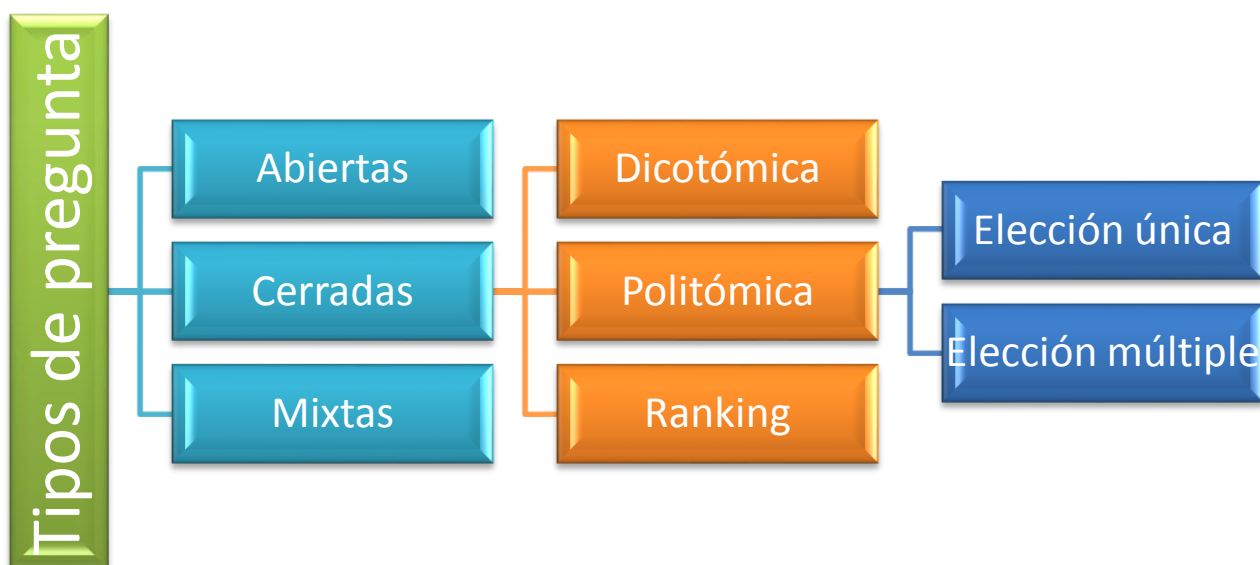 Tipos de pregunta
Abiertas
Cerradas
Mixtas
Dicotómica
Politómica
Ranking
Elección única
Elección múltiple